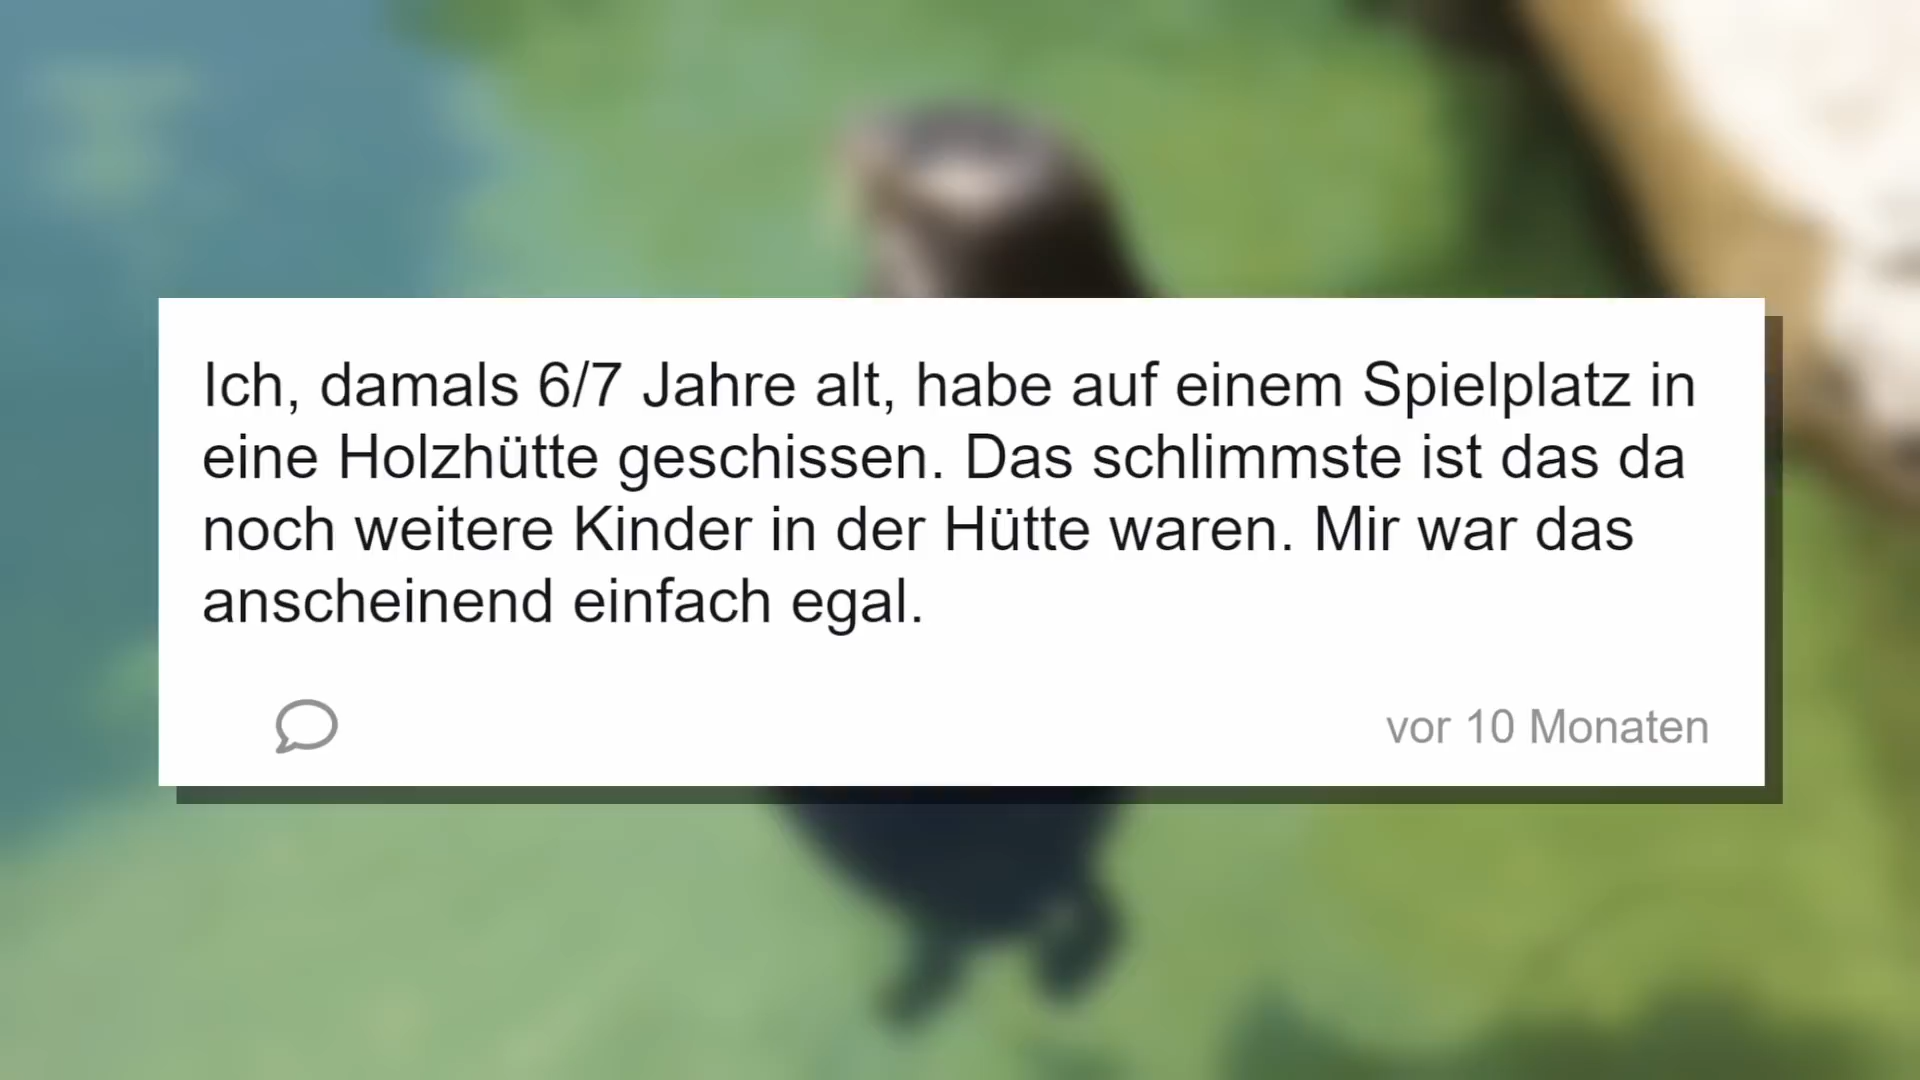 Ich, damals 6/7 Jahre alt, habe auf einem Spielplatz in
eine Holzhütte geschissen. Das schlimmste ist das da
noch weitere Kinder in der Hütte waren. Mir war das
anscheinend einfach egal.
vor 10 Monaten